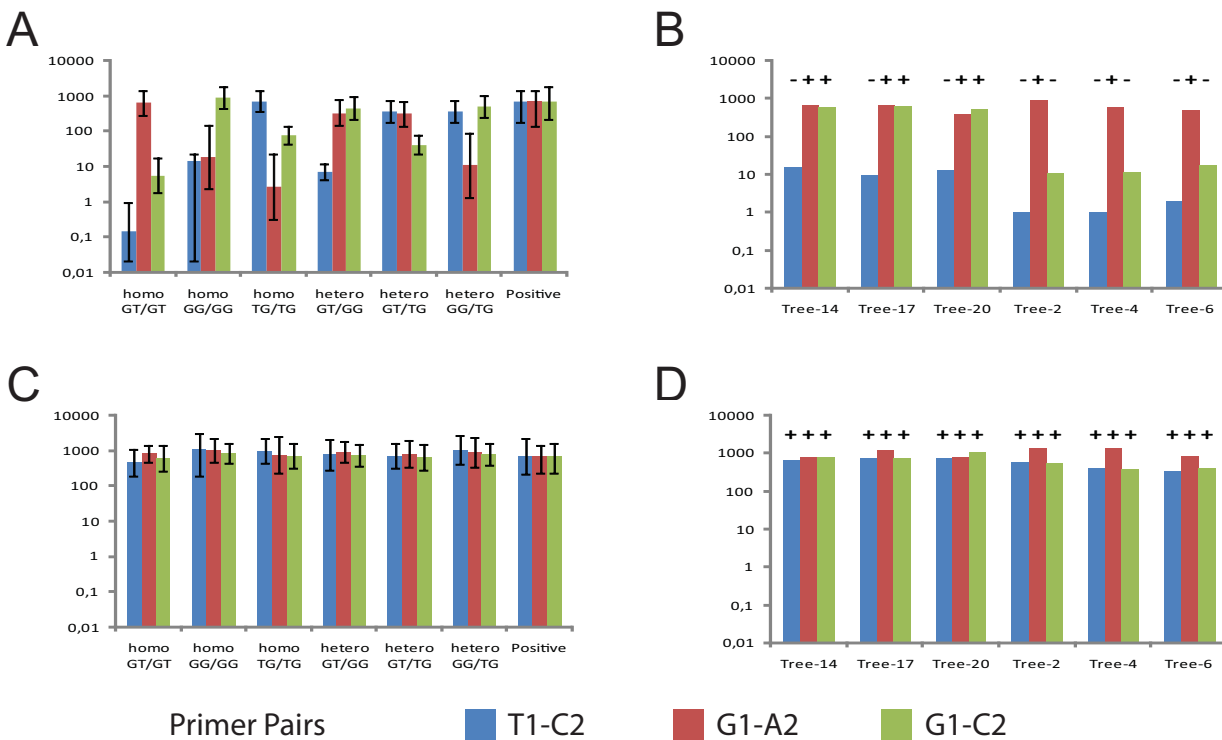 A
10000
1000
100
10
1
0,1
0,01
homo GT/GT
homo GG/GG
homo TG/TG
hetero GT/GG
hetero GT/TG
hetero GG/TG
Positive
B
10000
1000
100
10
1
0,1
0,01
- + +
- + +
- + +
- + -
- + -
- + -
Tree-14
Tree-17
Tree-20
Tree-2
Tree-4
Tree-6
C
10000
1000
100
10
1
0,1
0,01
homo GT/GT
homo GG/GG
homo TG/TG
hetero GT/GG
hetero GT/TG
hetero GG/TG
Positive
D
10000
1000
100
10
1
0,1
0,01
+ + +
+ + +
+ + +
+ + +
+ + +
+ + +
Tree-14
Tree-17
Tree-20
Tree-2
Tree-4
Tree-6
Primer Pairs
T1-C2
G1-A2
G1-C2